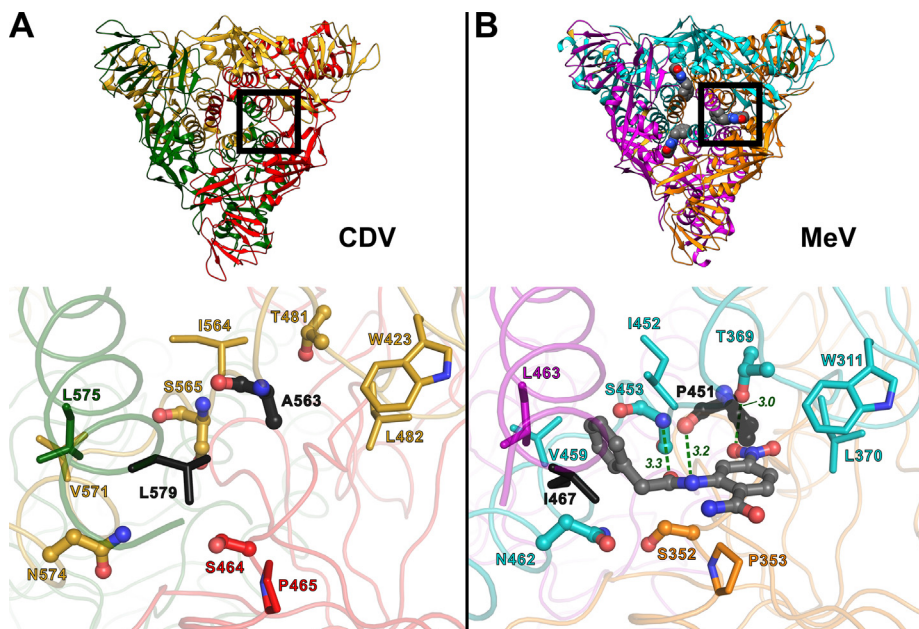 A
CDV
I564
T481
W423
L575
S565
A563
L482
L579
V571
N574
S464
P465
B
MeV
I452
T369
L463
S453
P451
W311
3.0
V459
3.3
3.2
L370
I467
N462
S352
P353